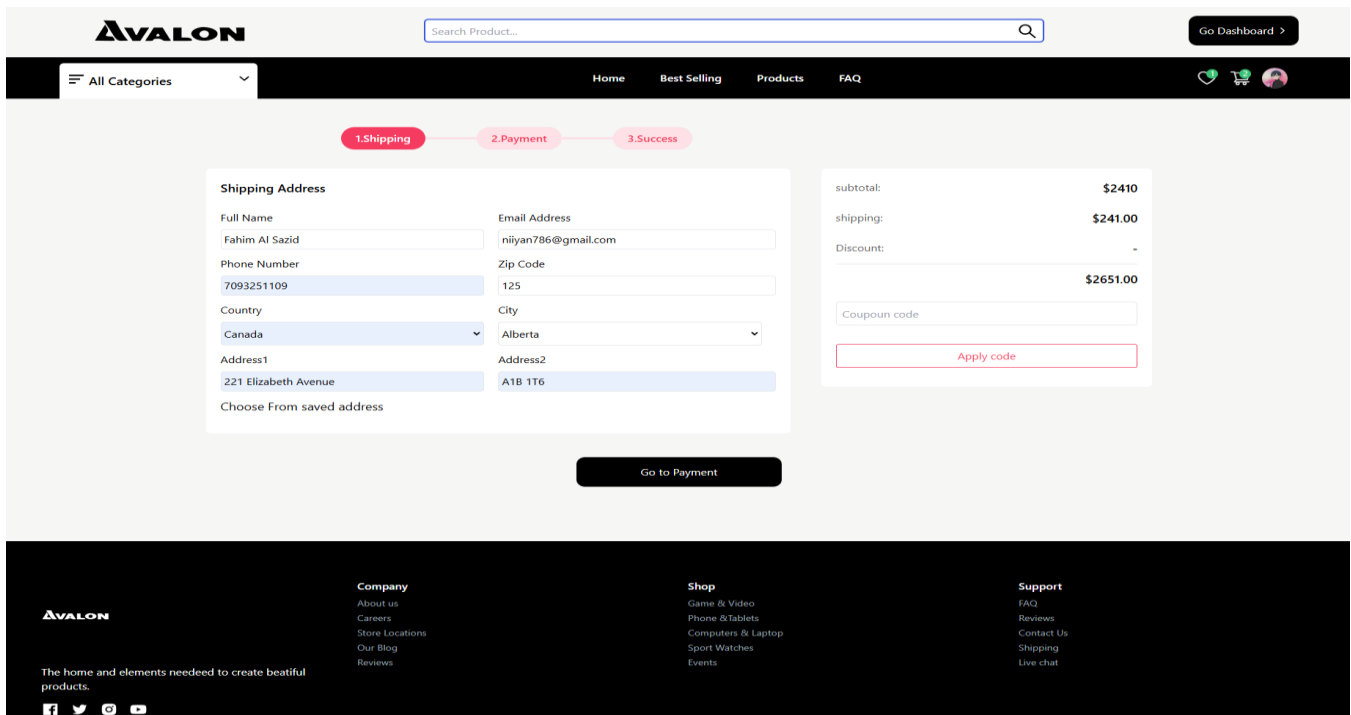 AVALON
Search Product...
Go Dashboard >
All Categories
Home Best Selling Products FAQ
1 2
1.Shipping 2.Payment 3.Success
Shipping Address
Full Name Email Address
Fahim Al Sazid niiyan786@gmail.com
Phone Number Zip Code
7093251109 125
Country City
Canada Alberta
Address1 Address2
221 Elizabeth Avenue A1B 1T6
Choose From saved address
subtotal: $2410
shipping: $241.00
Discount: -
$2651.00
Coupoun code
Apply code
Go to Payment
AVALON
The home and elements needeed to create beatiful
products.
Company
About us
Careers
Store Locations
Our Blog
Reviews
Shop
Game & Video
Phone &Tablets
Computers & Laptop
Sport Watches
Events
Support
FAQ
Reviews
Contact Us
Shipping
Live chat